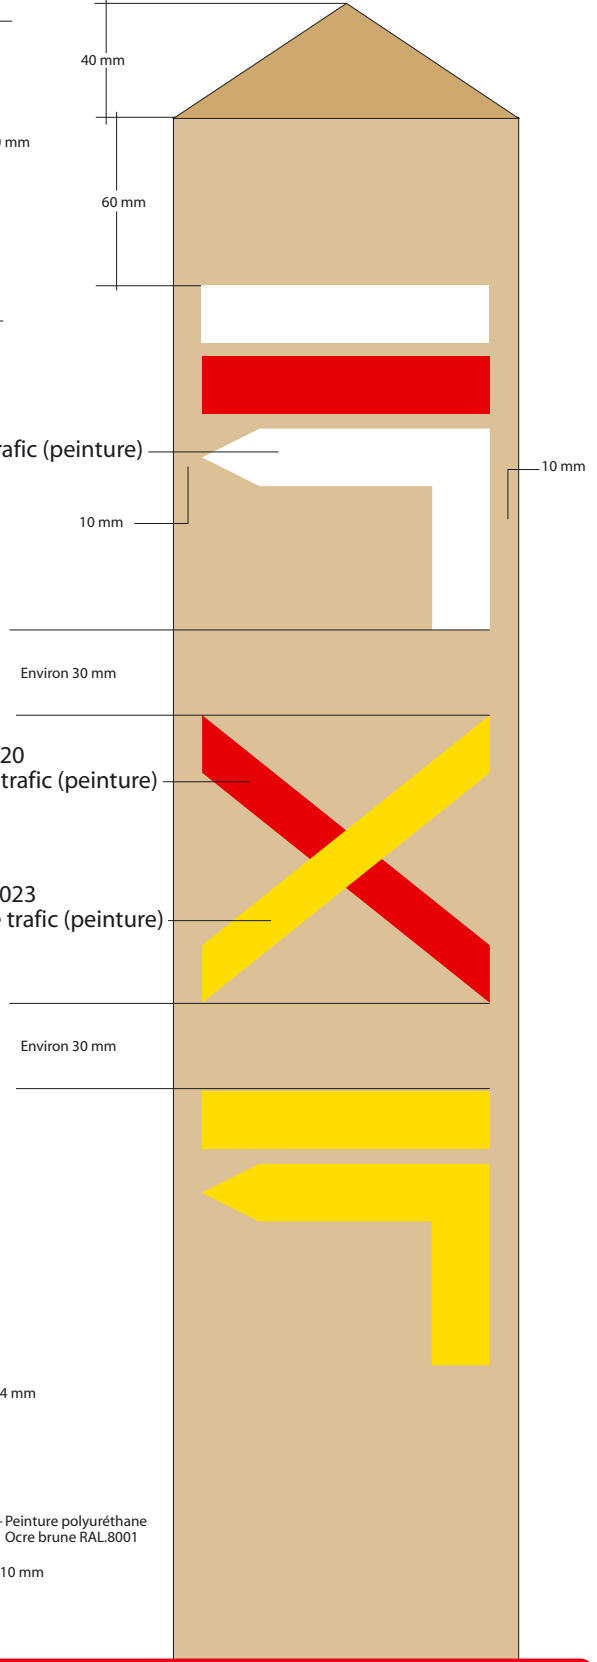 40 mm
mm
60 mm
trafic (peinture)
10 mm
10 mm
Environ 30 mm
20
trafic (peinture)
023
trafic (peinture)
Environ 30 mm
4 mm
Peinture polyuréthane
Ocre brune RAL.8001
10 mm